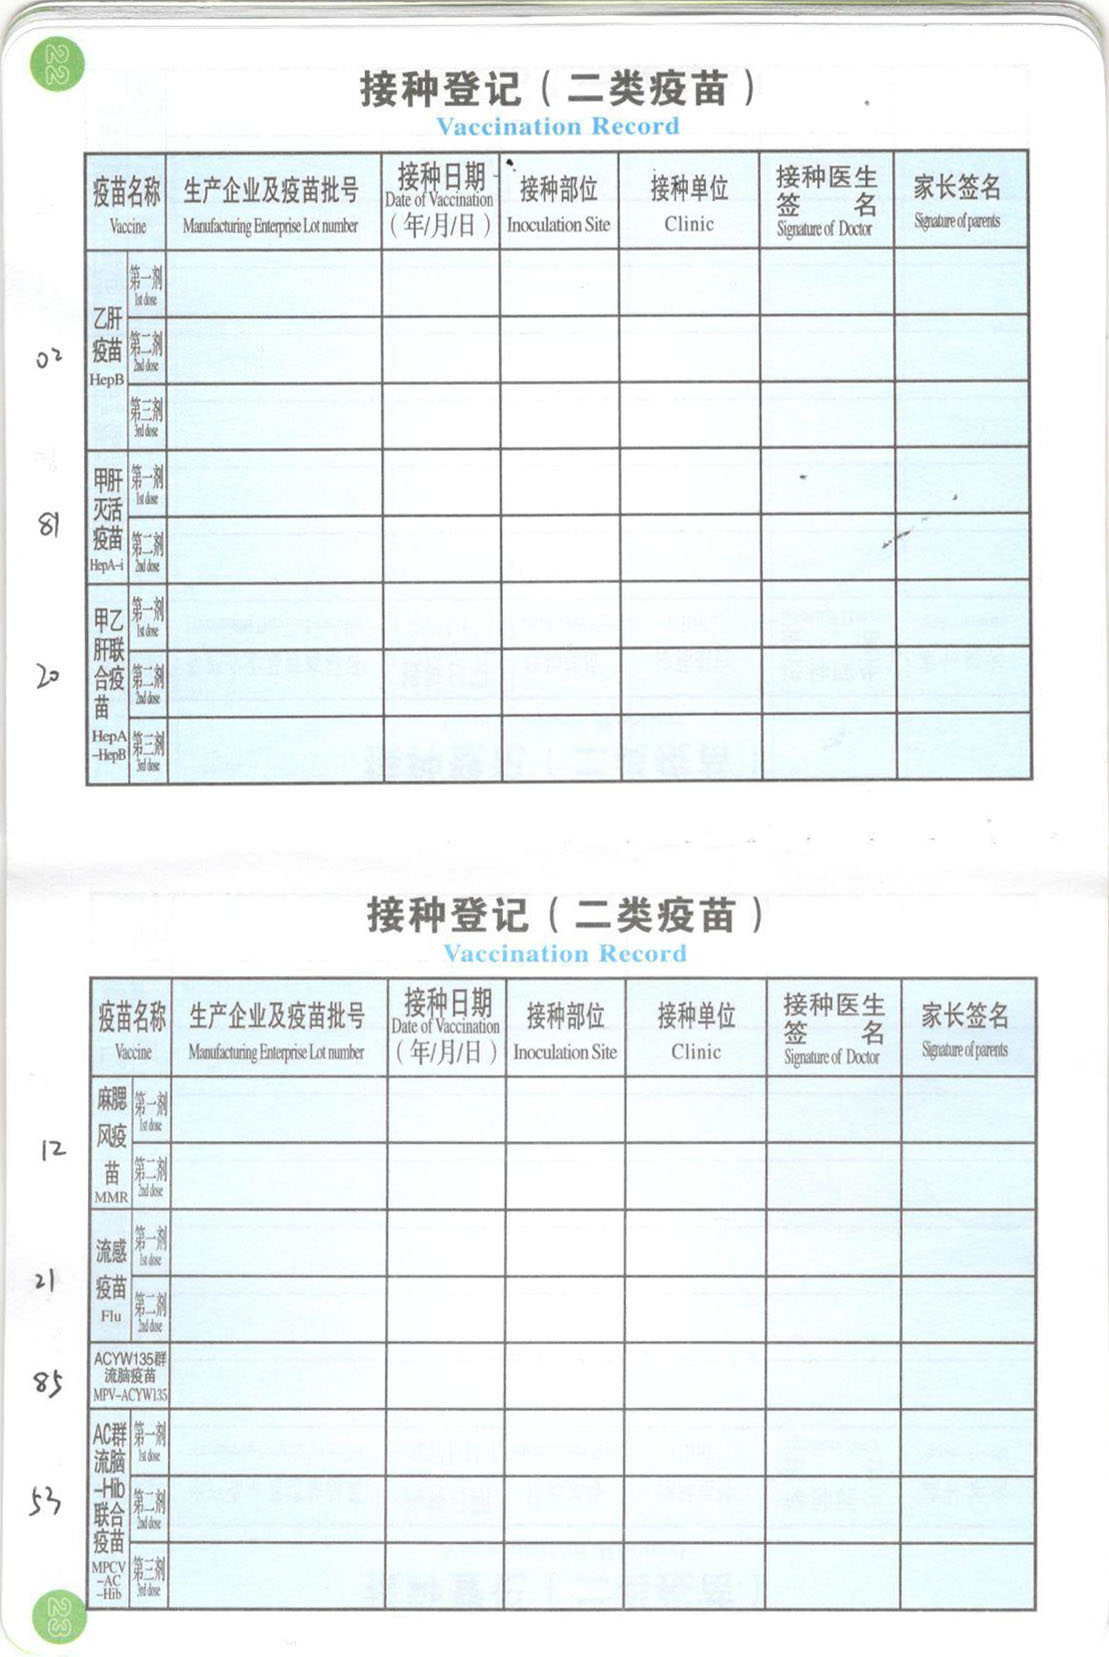 22
接种登记（二类疫苗）
Vaccination Record
疫苗名称
Vaccine
生产企业及疫苗批号
Manufacturing Enterprise Lot number
接种日期
Date of Vaccination
（年/月/日）
接种部位
Inoculation Site
接种单位
Clinic
接种医生
签 名
Signature of Doctor
家长签名
Signature of parents
02
乙肝
疫苗
HepB
第一剂
1st dose
第二剂
2nd dose
第三剂
3rd dose
81
甲肝
灭活
疫苗
HepA-i
第一剂
1st dose
第二剂
2nd dose
20
甲乙
肝联
合疫
苗
HepA
-HepB
第一剂
1st dose
第二剂
2nd dose
第三剂
3rd dose
接种登记（二类疫苗）
Vaccination Record
疫苗名称
Vaccine
生产企业及疫苗批号
Manufacturing Enterprise Lot number
接种日期
Date of Vaccination
（年/月/日）
接种部位
Inoculation Site
接种单位
Clinic
接种医生
签 名
Signature of Doctor
家长签名
Signature of parents
12
麻腮
风疫
苗
MMR
第一剂
1st dose
第二剂
2nd dose
21
流感
疫苗
Flu
第一剂
1st dose
第二剂
2nd dose
85
ACYW135群
流脑疫苗
MPV-ACYW135
53
AC群
流脑
-Hib
联合
疫苗
MPCV
-AC
-Hib
第一剂
1st dose
第二剂
2nd dose
第三剂
3rd dose
23